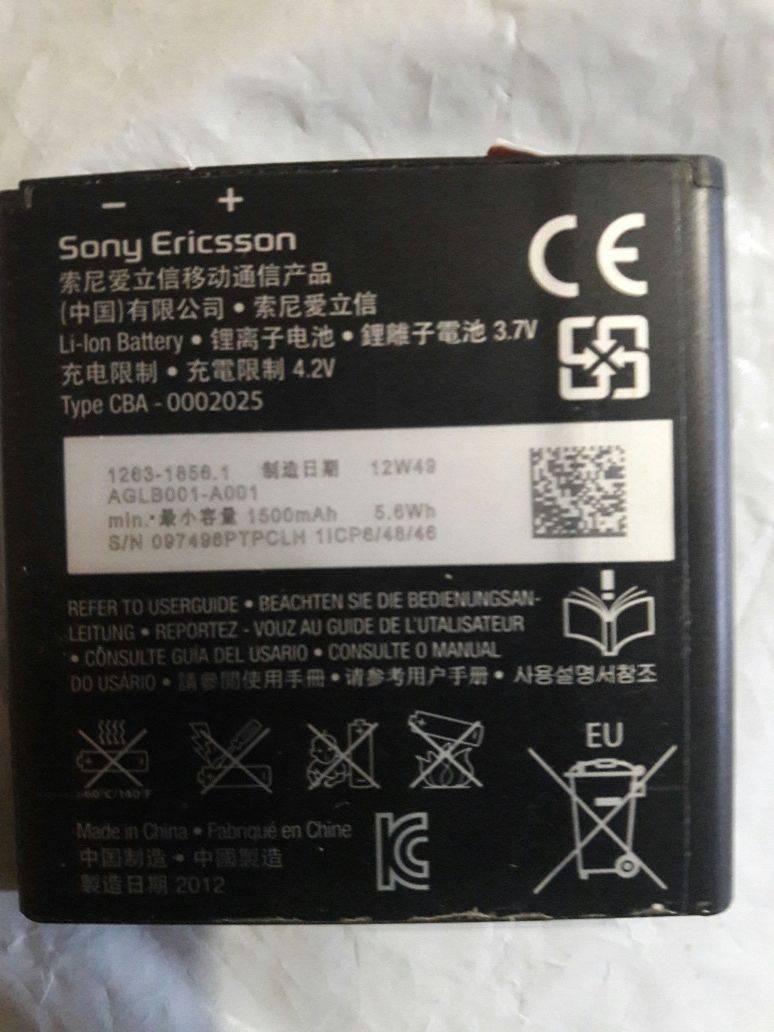 − +
Sony Ericsson
索尼爱立信移动通信产品
(中国)有限公司 • 索尼爱立信
Li-Ion Battery • 锂离子电池 • 鋰離子電池 3.7V
充电限制 • 充電限制 4.2V
Type CBA - 0002025
CE
1263-1856.1 制造日期 12W49
AGLB001-A001
min. 最小容量 1500mAh 5.6Wh
S/N 097496PTPCLH 1ICP6/46/46
REFER TO USERGUIDE • BEACHTEN SIE DIE BEDIENUNGSAN-
LEITUNG • REPORTEZ - VOUZ AU GUIDE DE L'UTALISATEUR
• CÔNSULTE GUÍA DEL USARIO • CONSULTE O MANUAL
DO USÁRIO • 請參閱使用手冊 • 请参考用户手册 • 사용설명서참조
>60°C/140°F
EU
Made in China • Fabriqué en Chine
中国制造 • 中國製造
製造日期 2012